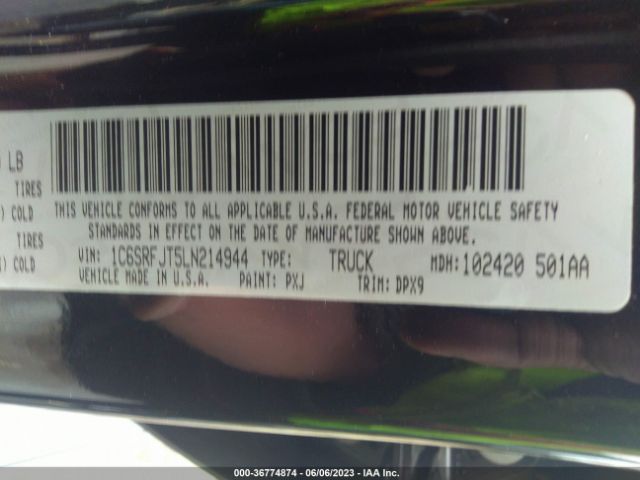 LB
TIRES
) COLD
TIRES
) COLD
THIS VEHICLE CONFORMS TO ALL APPLICABLE U.S.A. FEDERAL MOTOR VEHICLE SAFETY
STANDARDS IN EFFECT ON THE DATE OF MANUFACTURE SHOWN ABOVE.
VIN: 1C6SRFJT5LN214944 TYPE: TRUCK MDH:102420 501AA
VEHICLE MADE IN U.S.A. PAINT: PXJ TRIM: DPX9
000-36774874 | 06/06/2023 - IAA Inc.